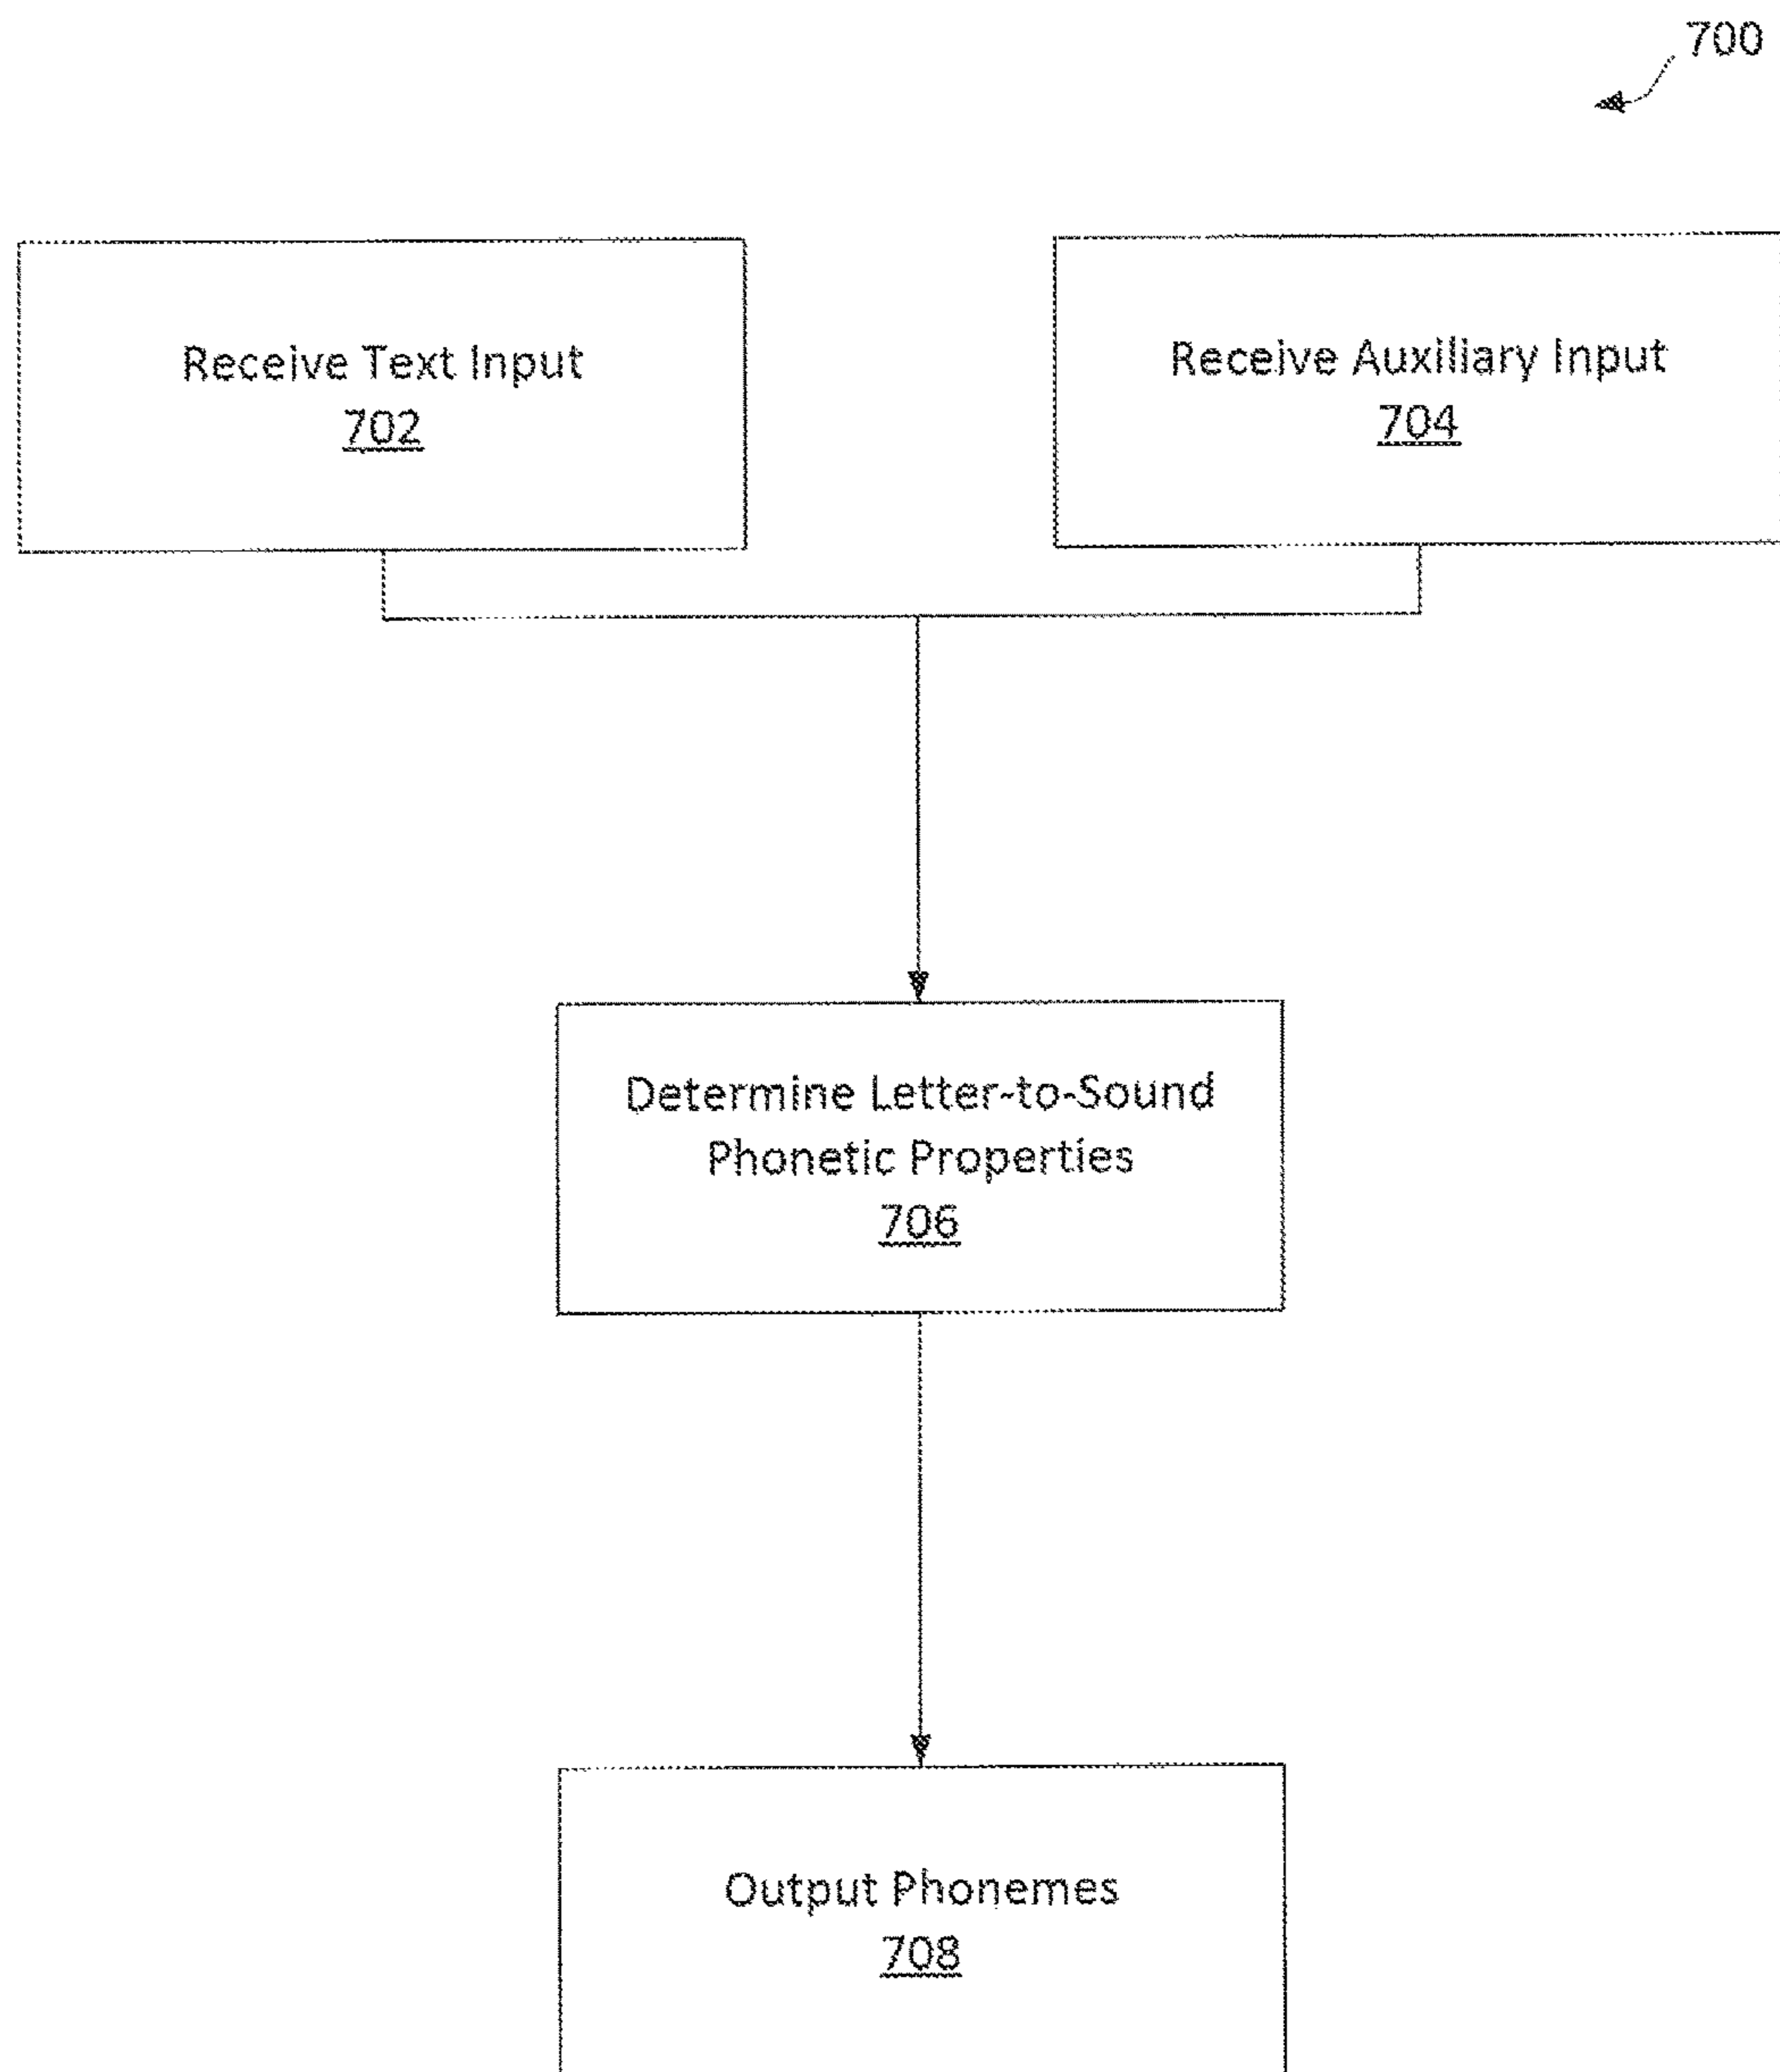 700
Receive Text Input
702
Receive Auxiliary Input
704
Determine Letter-to-Sound
Phonetic Properties
706
Output Phonemes
708